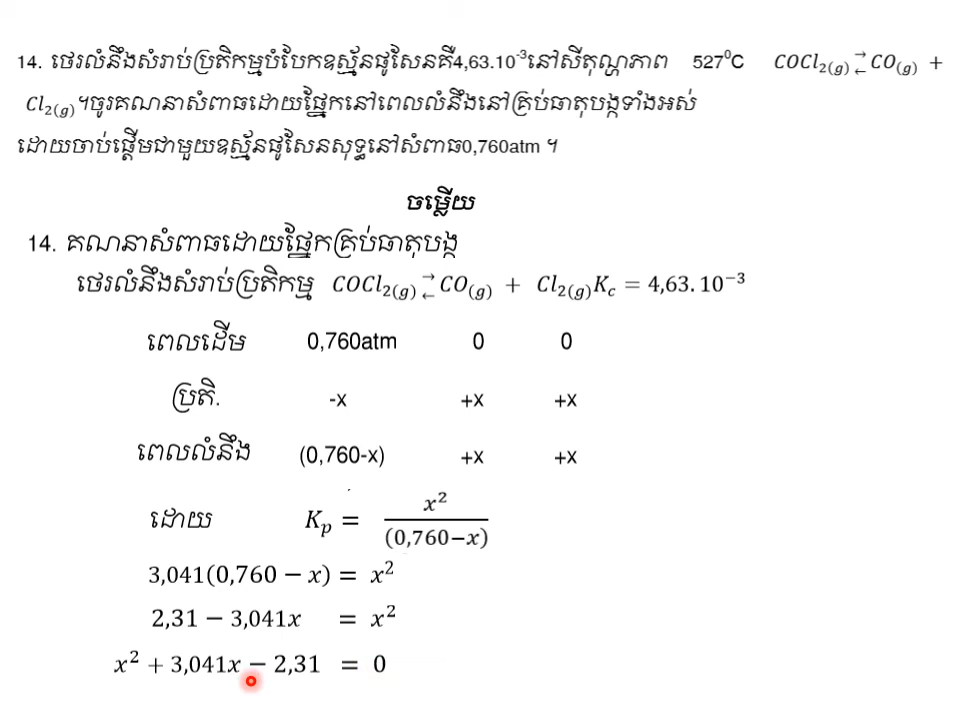 14. ថេរលំនឹងសំរាប់ប្រតិកម្មបំបែកឧស្ម័នផូសែនគឺ4,63.10⁻³នៅសីតុណ្ហភាព 527⁰C COCl₂₍g₎ ⇄ CO₍g₎ +
Cl₂₍g₎។ចូរគណនាសំពាធដោយផ្នែកនៅពេលលំនឹងនៅគ្រប់ធាតុបង្កទាំងអស់
ដោយចាប់ផ្តើមជាមួយឧស្ម័នផូសែនសុទ្ធនៅសំពាធ0,760atm ។
ចម្លើយ
14. គណនាសំពាធដោយផ្នែកគ្រប់ធាតុបង្ក
ថេរលំនឹងសំរាប់ប្រតិកម្ម COCl₂₍g₎ ⇄ CO₍g₎ + Cl₂₍g₎ K_c = 4,63. 10⁻³
ពេលដើម 0,760atm 0 0
ប្រតិ. -x +x +x
ពេលលំនឹង (0,760-x) +x +x
ដោយ K_p = x² / (0,760−x)
3,041(0,760 − x) = x²
2,31 − 3,041x = x²
x² + 3,041x − 2,31 = 0